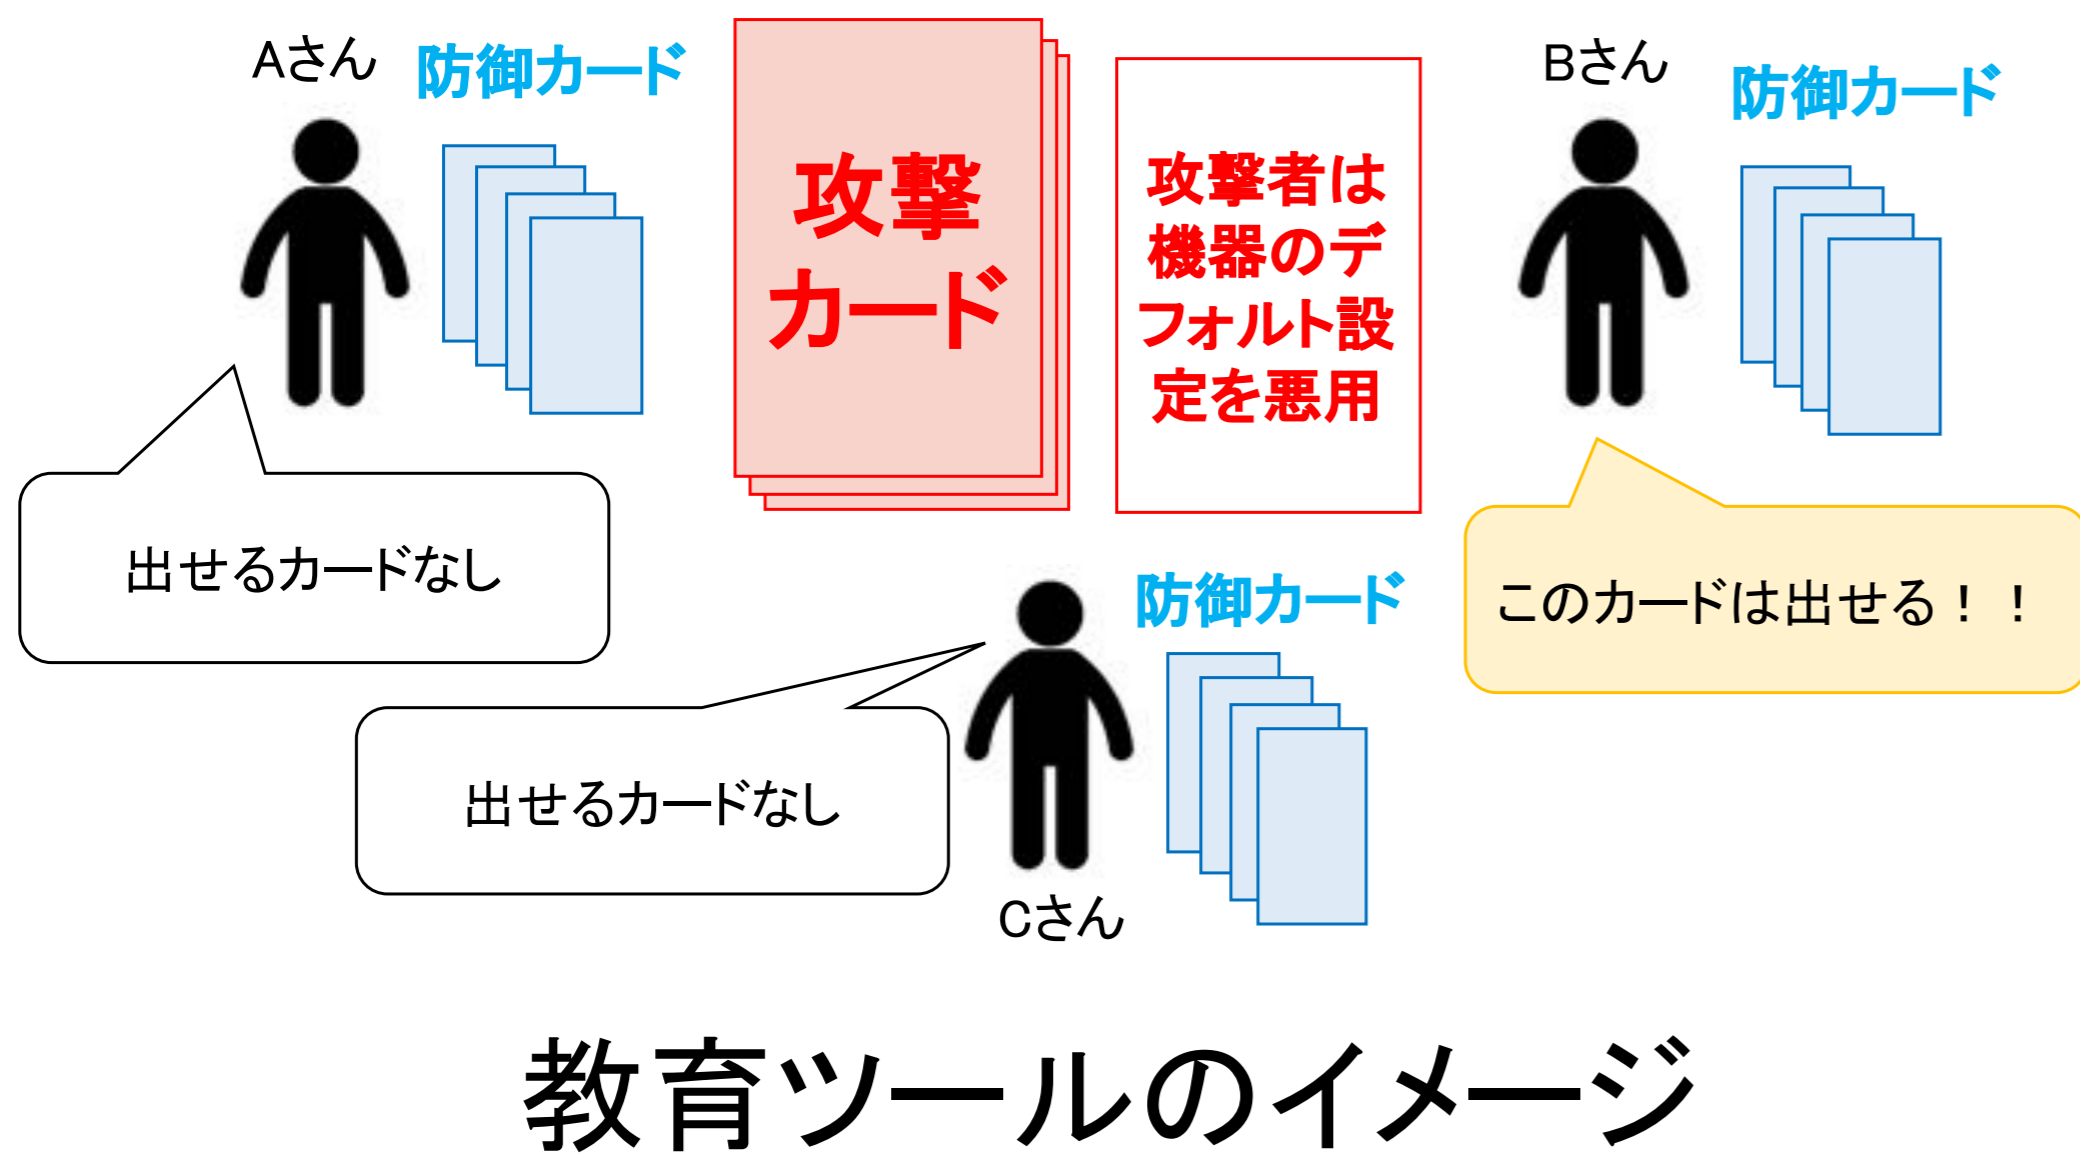 Aさん
防御カード
攻撃
カード
攻撃者は
機器のデ
フォルト設
定を悪用
Bさん
防御カード
出せるカードなし
このカードは出せる！！
防御カード
出せるカードなし
Cさん
教育ツールのイメージ